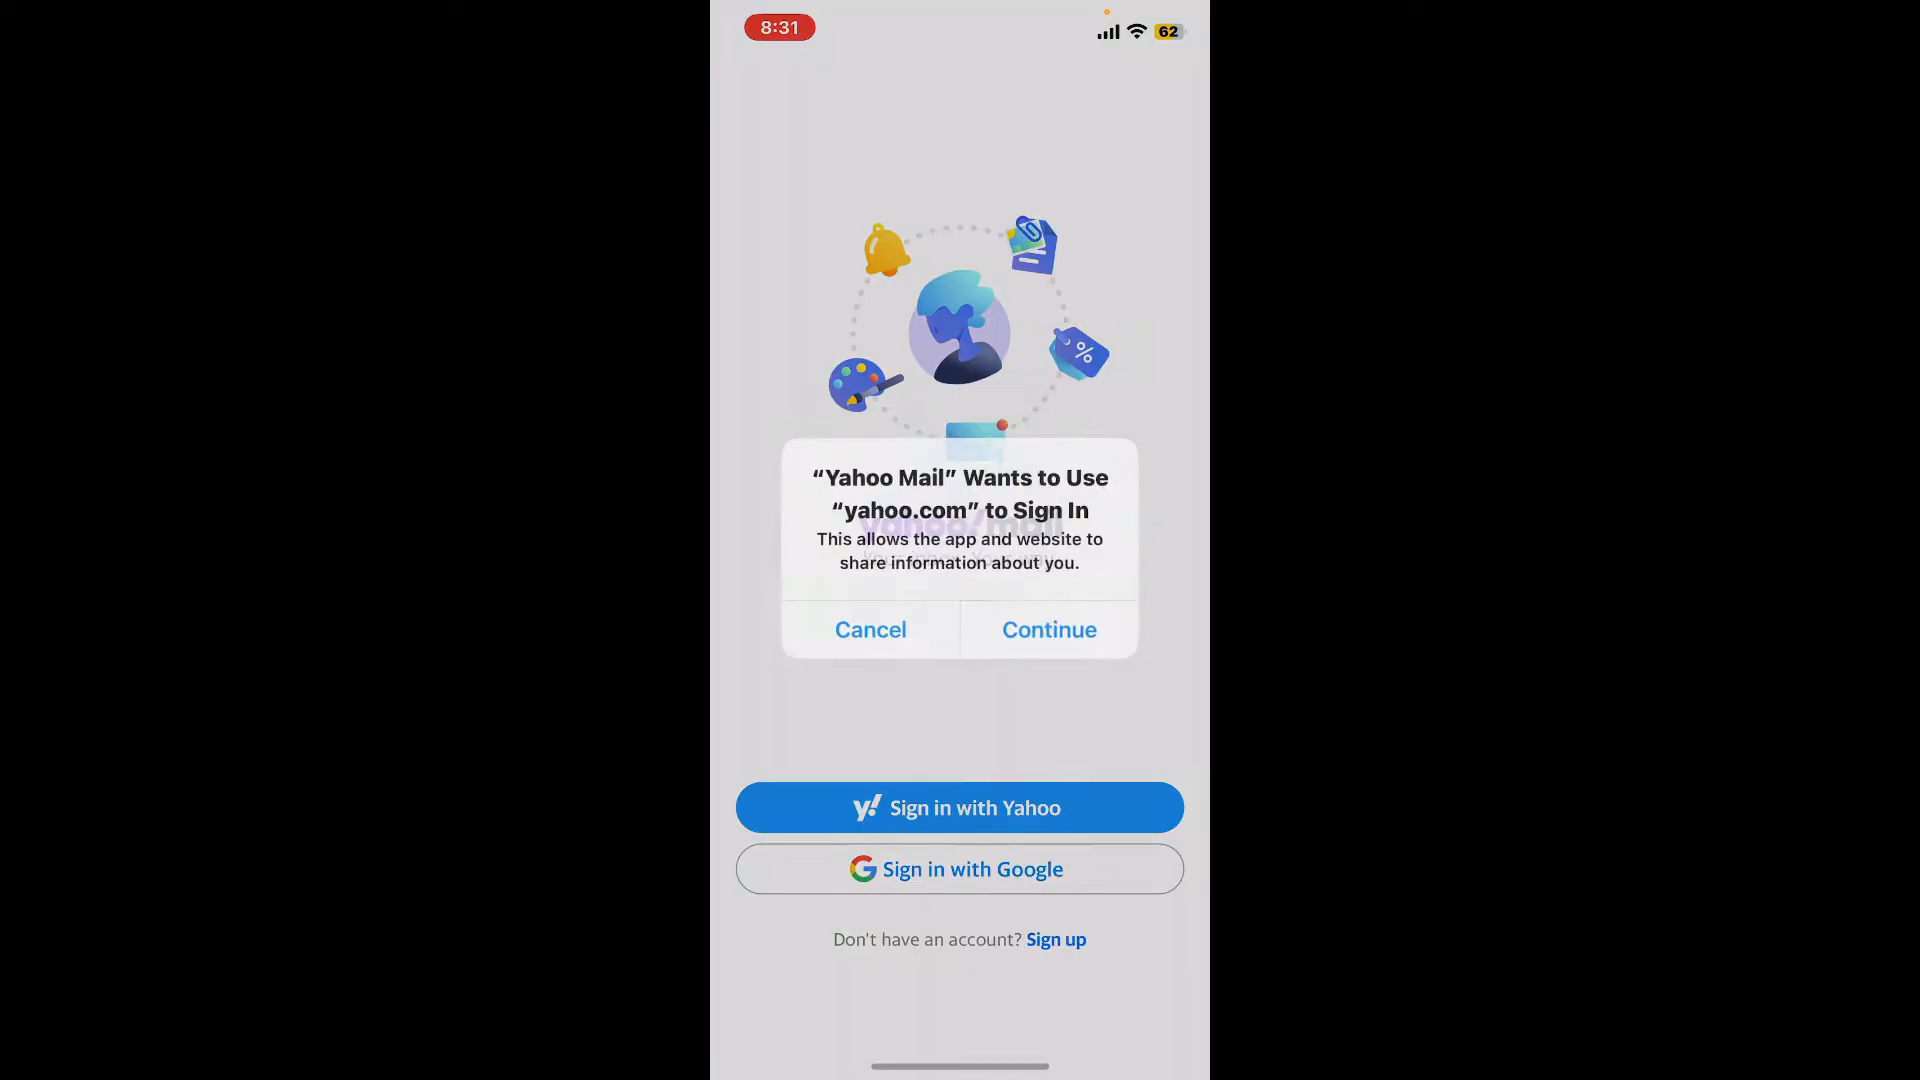 8:31
62
“Yahoo Mail” Wants to Use
“yahoo.com” to Sign In
This allows the app and website to
share information about you.
Cancel
Continue
y! Sign in with Yahoo
Sign in with Google
Don't have an account? Sign up